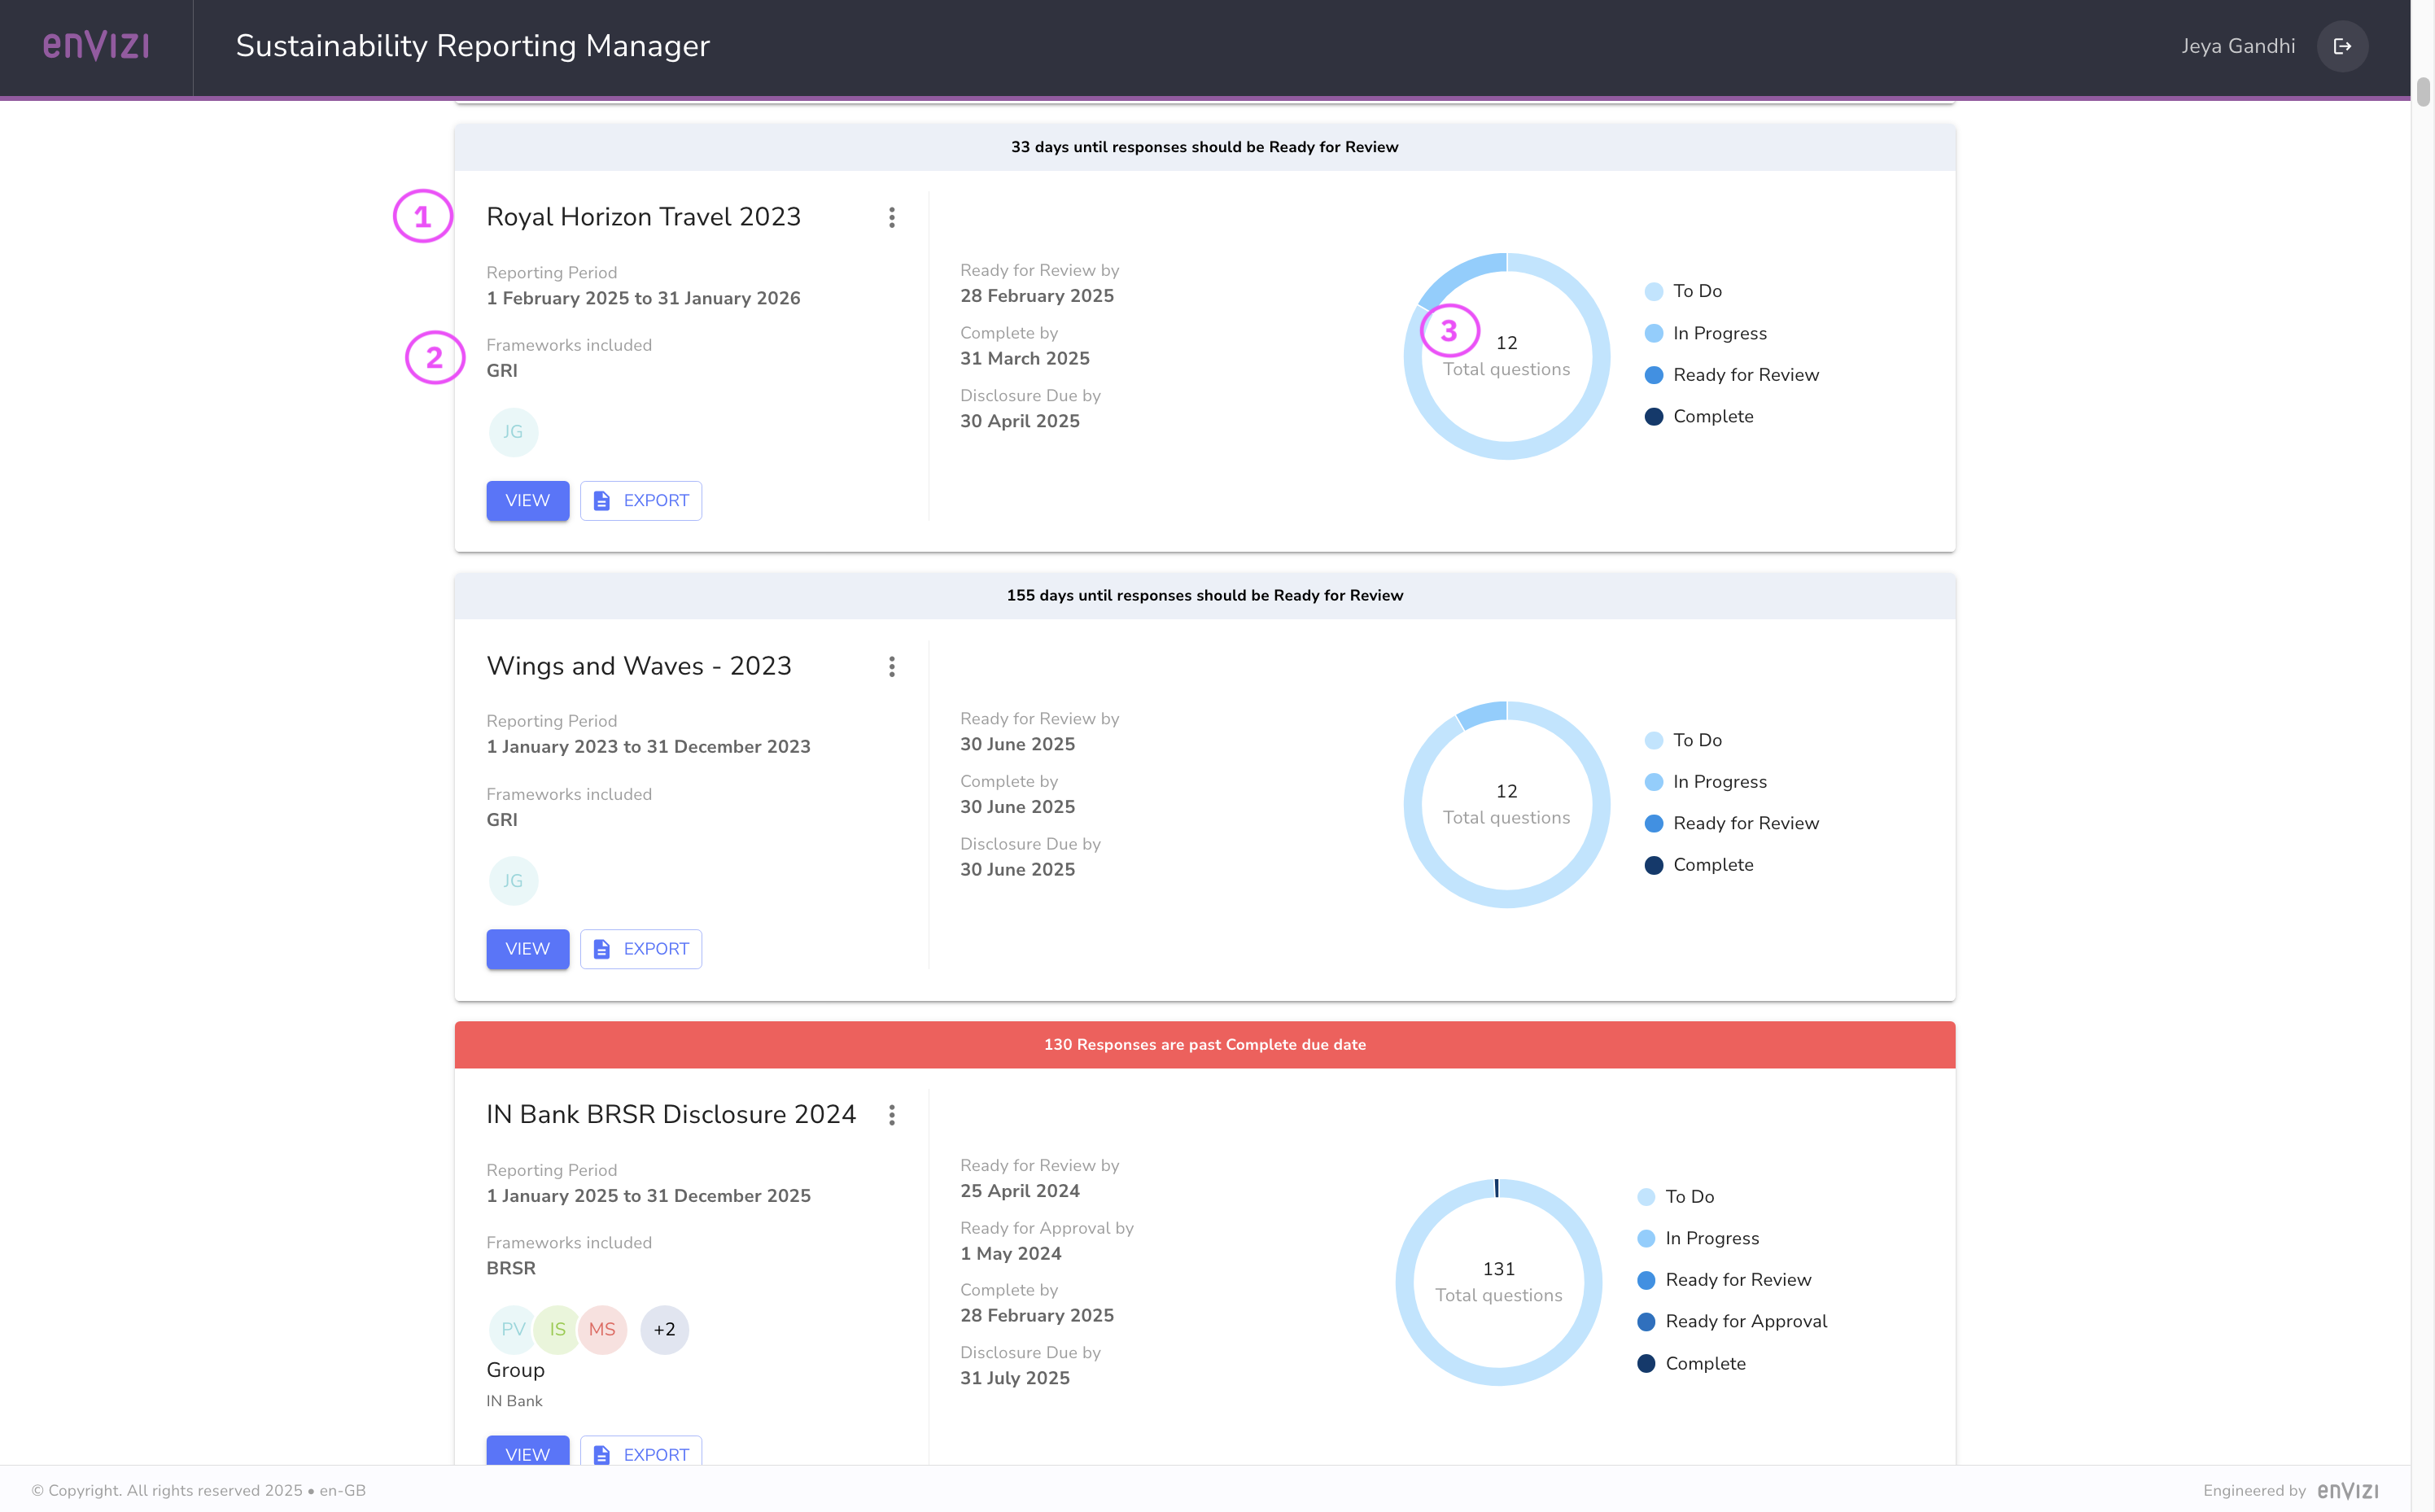 enVIZI
Sustainability Reporting Manager
Jeya Gandhi
33 days until responses should be Ready for Review
1
Royal Horizon Travel 2023
Reporting Period
1 February 2025 to 31 January 2026
2
Frameworks included
GRI
JG
VIEW
EXPORT
Ready for Review by
28 February 2025
Complete by
31 March 2025
Disclosure Due by
30 April 2025
3
12
Total questions
To Do
In Progress
Ready for Review
Complete
155 days until responses should be Ready for Review
Wings and Waves - 2023
Reporting Period
1 January 2023 to 31 December 2023
Frameworks included
GRI
JG
VIEW
EXPORT
Ready for Review by
30 June 2025
Complete by
30 June 2025
Disclosure Due by
30 June 2025
12
Total questions
To Do
In Progress
Ready for Review
Complete
130 Responses are past Complete due date
IN Bank BRSR Disclosure 2024
Reporting Period
1 January 2025 to 31 December 2025
Frameworks included
BRSR
PV IS MS +2
Group
IN Bank
VIEW
EXPORT
Ready for Review by
25 April 2024
Ready for Approval by
1 May 2024
Complete by
28 February 2025
Disclosure Due by
31 July 2025
131
Total questions
To Do
In Progress
Ready for Review
Ready for Approval
Complete
© Copyright. All rights reserved 2025 • en-GB
Engineered by enVIZI